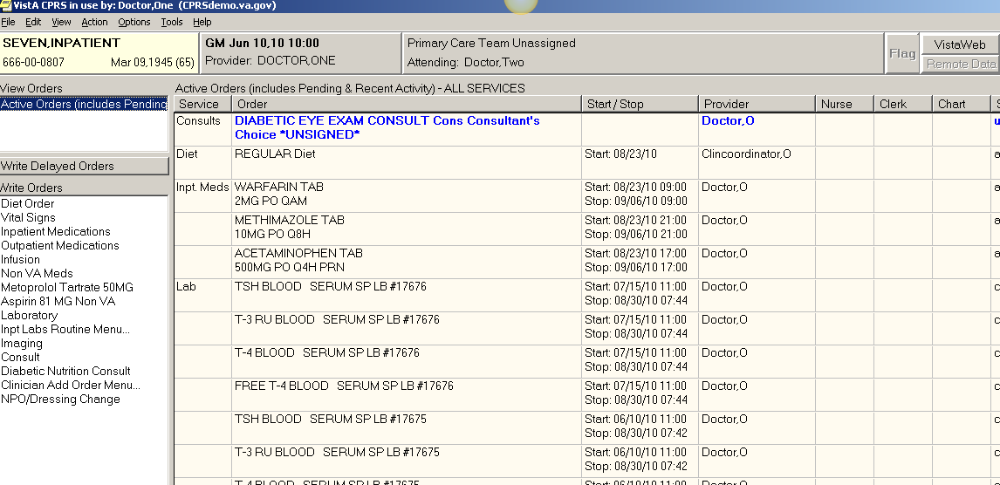 VistA CPRS in use by: Doctor,One (CPRSdemo.va.gov)
File Edit View Action Options Tools Help
SEVEN,INPATIENT
666-00-0807 Mar 09,1945 (65)
GM Jun 10,10 10:00
Provider: DOCTOR,ONE
Primary Care Team Unassigned
Attending: Doctor,Two
Flag
VistaWeb
Remote Data
View Orders
Active Orders (includes Pending
Write Delayed Orders
Write Orders
Diet Order
Vital Signs
Inpatient Medications
Outpatient Medications
Infusion
Non VA Meds
Metoprolol Tartrate 50MG
Aspirin 81 MG Non VA
Laboratory
Inpt Labs Routine Menu...
Imaging
Consult
Diabetic Nutrition Consult
Clinician Add Order Menu...
NPO/Dressing Change
Active Orders (includes Pending & Recent Activity) - ALL SERVICES
Service Order Start / Stop Provider Nurse Clerk Chart S
Consults DIABETIC EYE EXAM CONSULT Cons Consultant's Doctor,O u
Choice *UNSIGNED*
Diet REGULAR Diet Start: 08/23/10 Clincoordinator,O a
Inpt. Meds WARFARIN TAB Start: 08/23/10 09:00 Doctor,O a
2MG PO QAM Stop: 09/06/10 09:00
METHIMAZOLE TAB Start: 08/23/10 21:00 Doctor,O a
10MG PO Q8H Stop: 09/06/10 21:00
ACETAMINOPHEN TAB Start: 08/23/10 17:00 Doctor,O a
500MG PO Q4H PRN Stop: 09/06/10 17:00
Lab TSH BLOOD SERUM SP LB #17676 Start: 07/15/10 11:00 Doctor,O c
Stop: 08/30/10 07:44
T-3 RU BLOOD SERUM SP LB #17676 Start: 07/15/10 11:00 Doctor,O c
Stop: 08/30/10 07:44
T-4 BLOOD SERUM SP LB #17676 Start: 07/15/10 11:00 Doctor,O c
Stop: 08/30/10 07:44
FREE T-4 BLOOD SERUM SP LB #17676 Start: 07/15/10 11:00 Doctor,O c
Stop: 08/30/10 07:44
TSH BLOOD SERUM SP LB #17675 Start: 06/10/10 11:00 Doctor,O c
Stop: 08/30/10 07:42
T-3 RU BLOOD SERUM SP LB #17675 Start: 06/10/10 11:00 Doctor,O c
Stop: 08/30/10 07:42
T-4 BLOOD SERUM SP LB #17675 Start: 06/10/10 11:00 Doctor,O